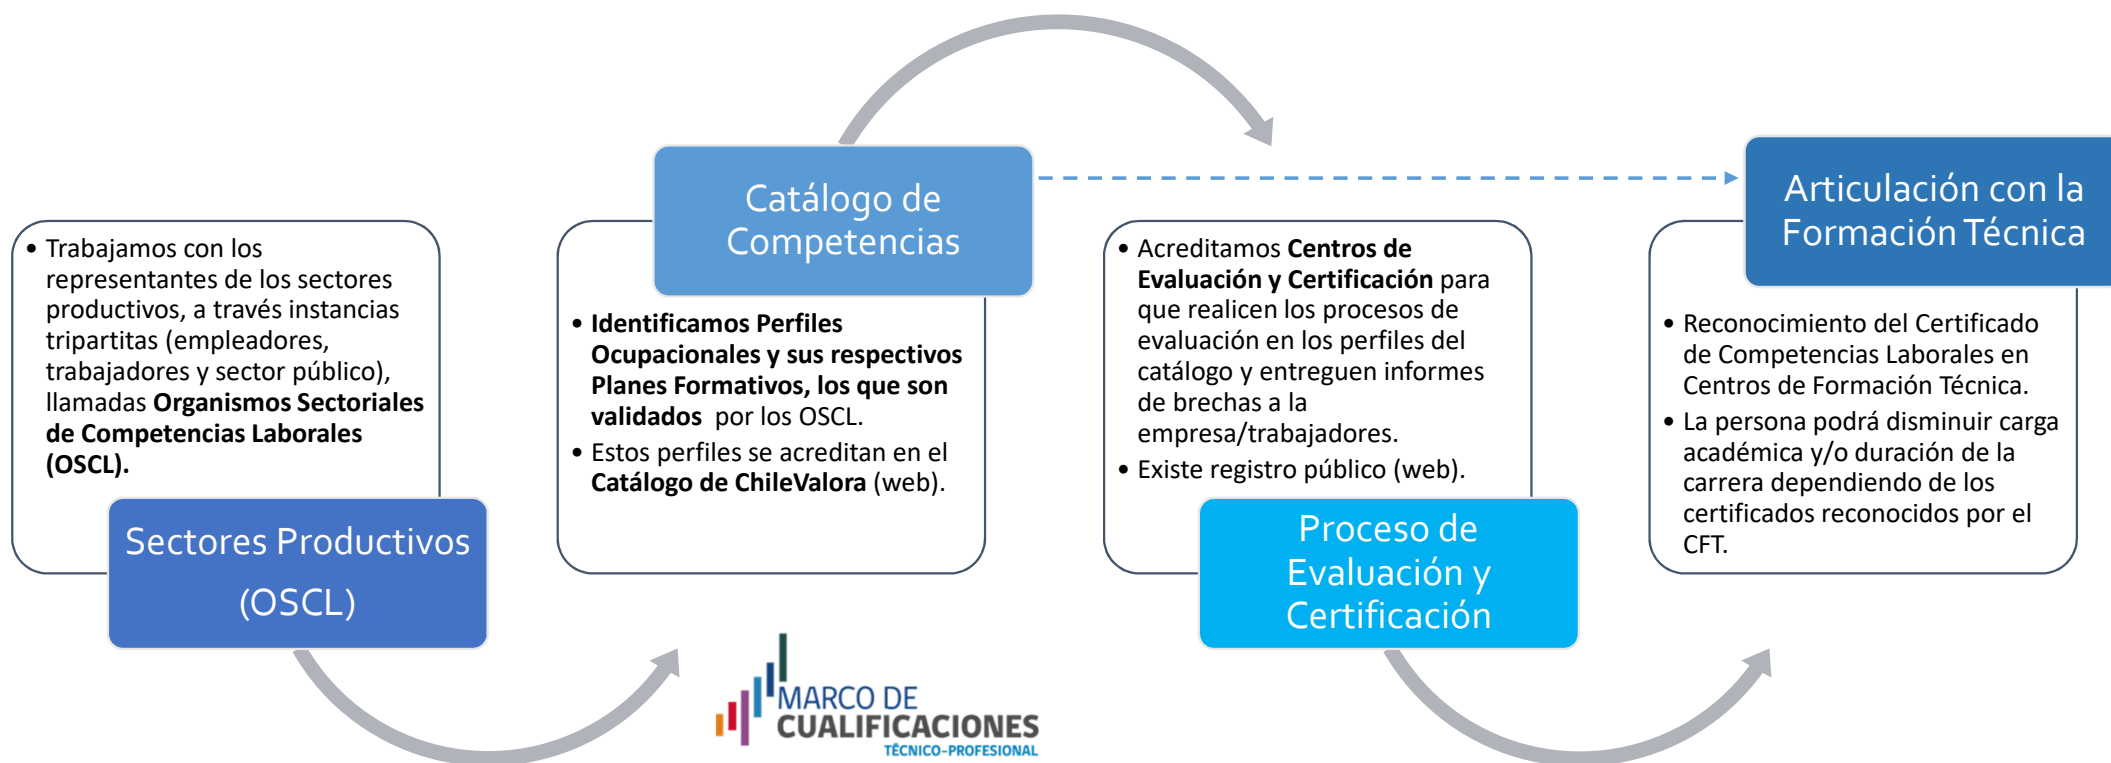 • Trabajamos con los
representantes de los sectores
productivos, a través instancias
tripartitas (empleadores,
trabajadores y sector público),
llamadas Organismos Sectoriales
de Competencias Laborales
(OSCL).
Sectores Productivos
(OSCL)
Catálogo de
Competencias
• Identificamos Perfiles
Ocupacionales y sus respectivos
Planes Formativos, los que son
validados por los OSCL.
• Estos perfiles se acreditan en el
Catálogo de ChileValora (web).
• Acreditamos Centros de
Evaluación y Certificación para
que realicen los procesos de
evaluación en los perfiles del
catálogo y entreguen informes
de brechas a la
empresa/trabajadores.
• Existe registro público (web).
Proceso de
Evaluación y
Certificación
Articulación con la
Formación Técnica
• Reconocimiento del Certificado
de Competencias Laborales en
Centros de Formación Técnica.
• La persona podrá disminuir carga
académica y/o duración de la
carrera dependiendo de los
certificados reconocidos por el
CFT.
MARCO DE
CUALIFICACIONES
TÉCNICO-PROFESIONAL